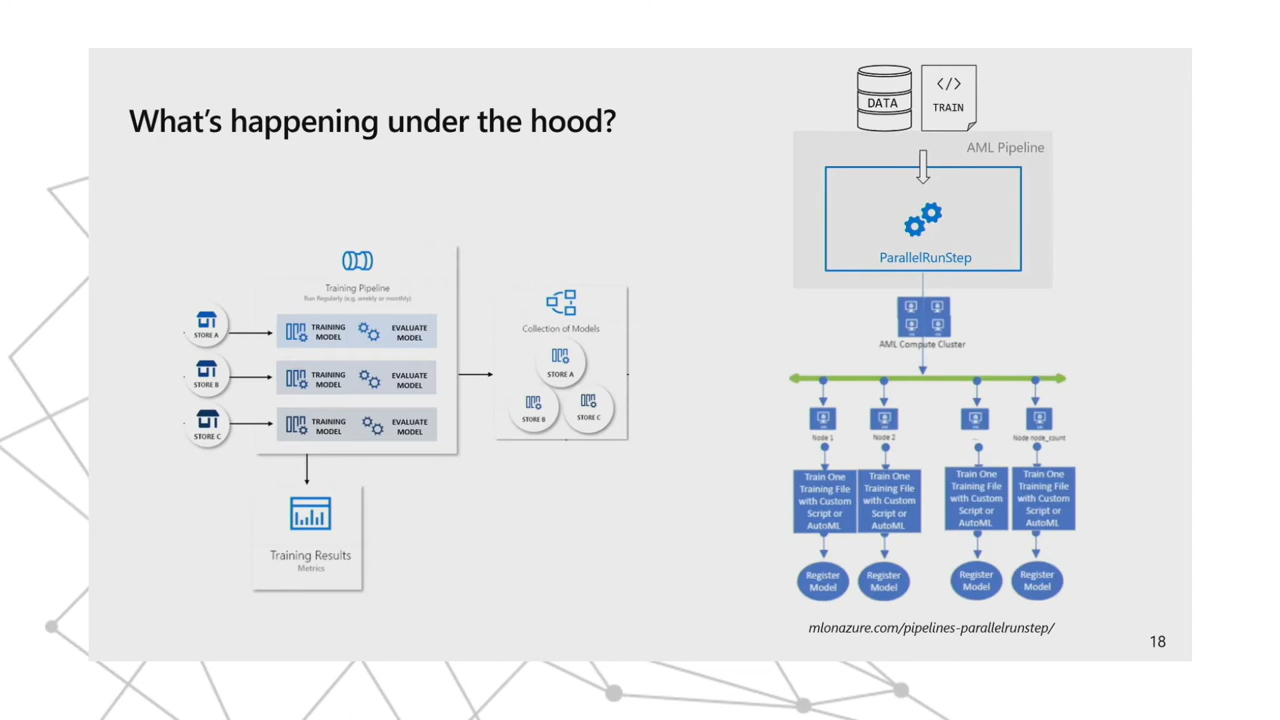 What's happening under the hood?
Training Pipeline
Run Regularly (e.g. weekly or monthly)
STORE A
TRAINING
MODEL
EVALUATE
MODEL
STORE B
TRAINING
MODEL
EVALUATE
MODEL
STORE C
TRAINING
MODEL
EVALUATE
MODEL
Collection of Models
STORE A
STORE B
STORE C
Training Results
Metrics
DATA
</>
TRAIN
AML Pipeline
ParallelRunStep
AML Compute Cluster
Node 1
Node 2
...
Node node_count
Train One
Training File
with Custom
Script or
AutoML
Train One
Training File
with Custom
Script or
AutoML
Train One
Training File
with Custom
Script or
AutoML
Train One
Training File
with Custom
Script or
AutoML
Register
Model
Register
Model
Register
Model
Register
Model
mlonazure.com/pipelines-parallelrunstep/
18